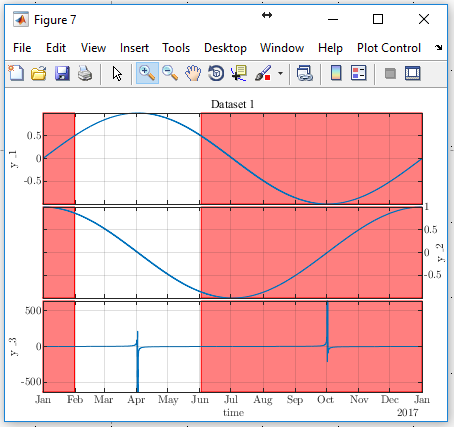 Figure 7
File Edit View Insert Tools Desktop Window Help Plot Control
Dataset 1
0.5
0
-0.5
y_1
1
0.5
0
-0.5
y_2
500
0
-500
y_3
Jan Feb Mar Apr May Jun Jul Aug Sep Oct Nov Dec Jan
time
2017